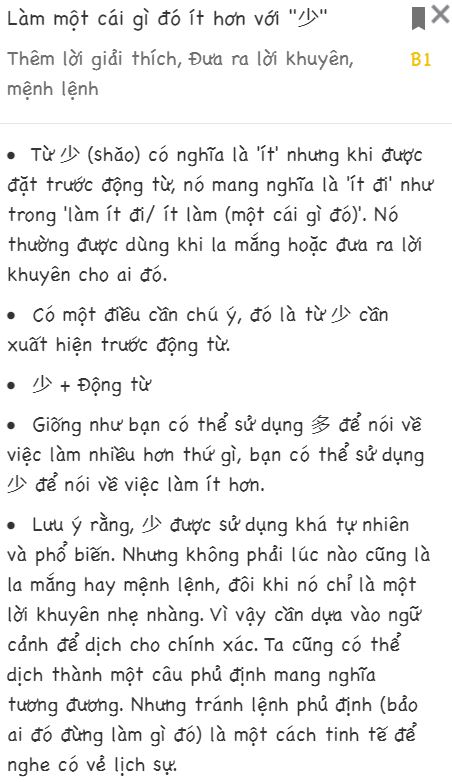 Làm một cái gì đó ít hơn với "少"
Thêm lời giải thích, Đưa ra lời khuyên, B1
mệnh lệnh
• Từ 少 (shǎo) có nghĩa là 'ít' nhưng khi được
đặt trước động từ, nó mang nghĩa là 'ít đi' như
trong 'làm ít đi/ ít làm (một cái gì đó)'. Nó
thường được dùng khi la mắng hoặc đưa ra lời
khuyên cho ai đó.
• Có một điều cần chú ý, đó là từ 少 cần
xuất hiện trước động từ.
• 少 + Động từ
• Giống như bạn có thể sử dụng 多 để nói về
việc làm nhiều hơn thứ gì, bạn có thể sử dụng
少 để nói về việc làm ít hơn.
• Lưu ý rằng, 少 được sử dụng khá tự nhiên
và phổ biến. Nhưng không phải lúc nào cũng là
la mắng hay mệnh lệnh, đôi khi nó chỉ là một
lời khuyên nhẹ nhàng. Vì vậy cần dựa vào ngữ
cảnh để dịch cho chính xác. Ta cũng có thể
dịch thành một câu phủ định mang nghĩa
tương đương. Nhưng tránh lệnh phủ định (bảo
ai đó đừng làm gì đó) là một cách tinh tế để
nghe có vẻ lịch sự.